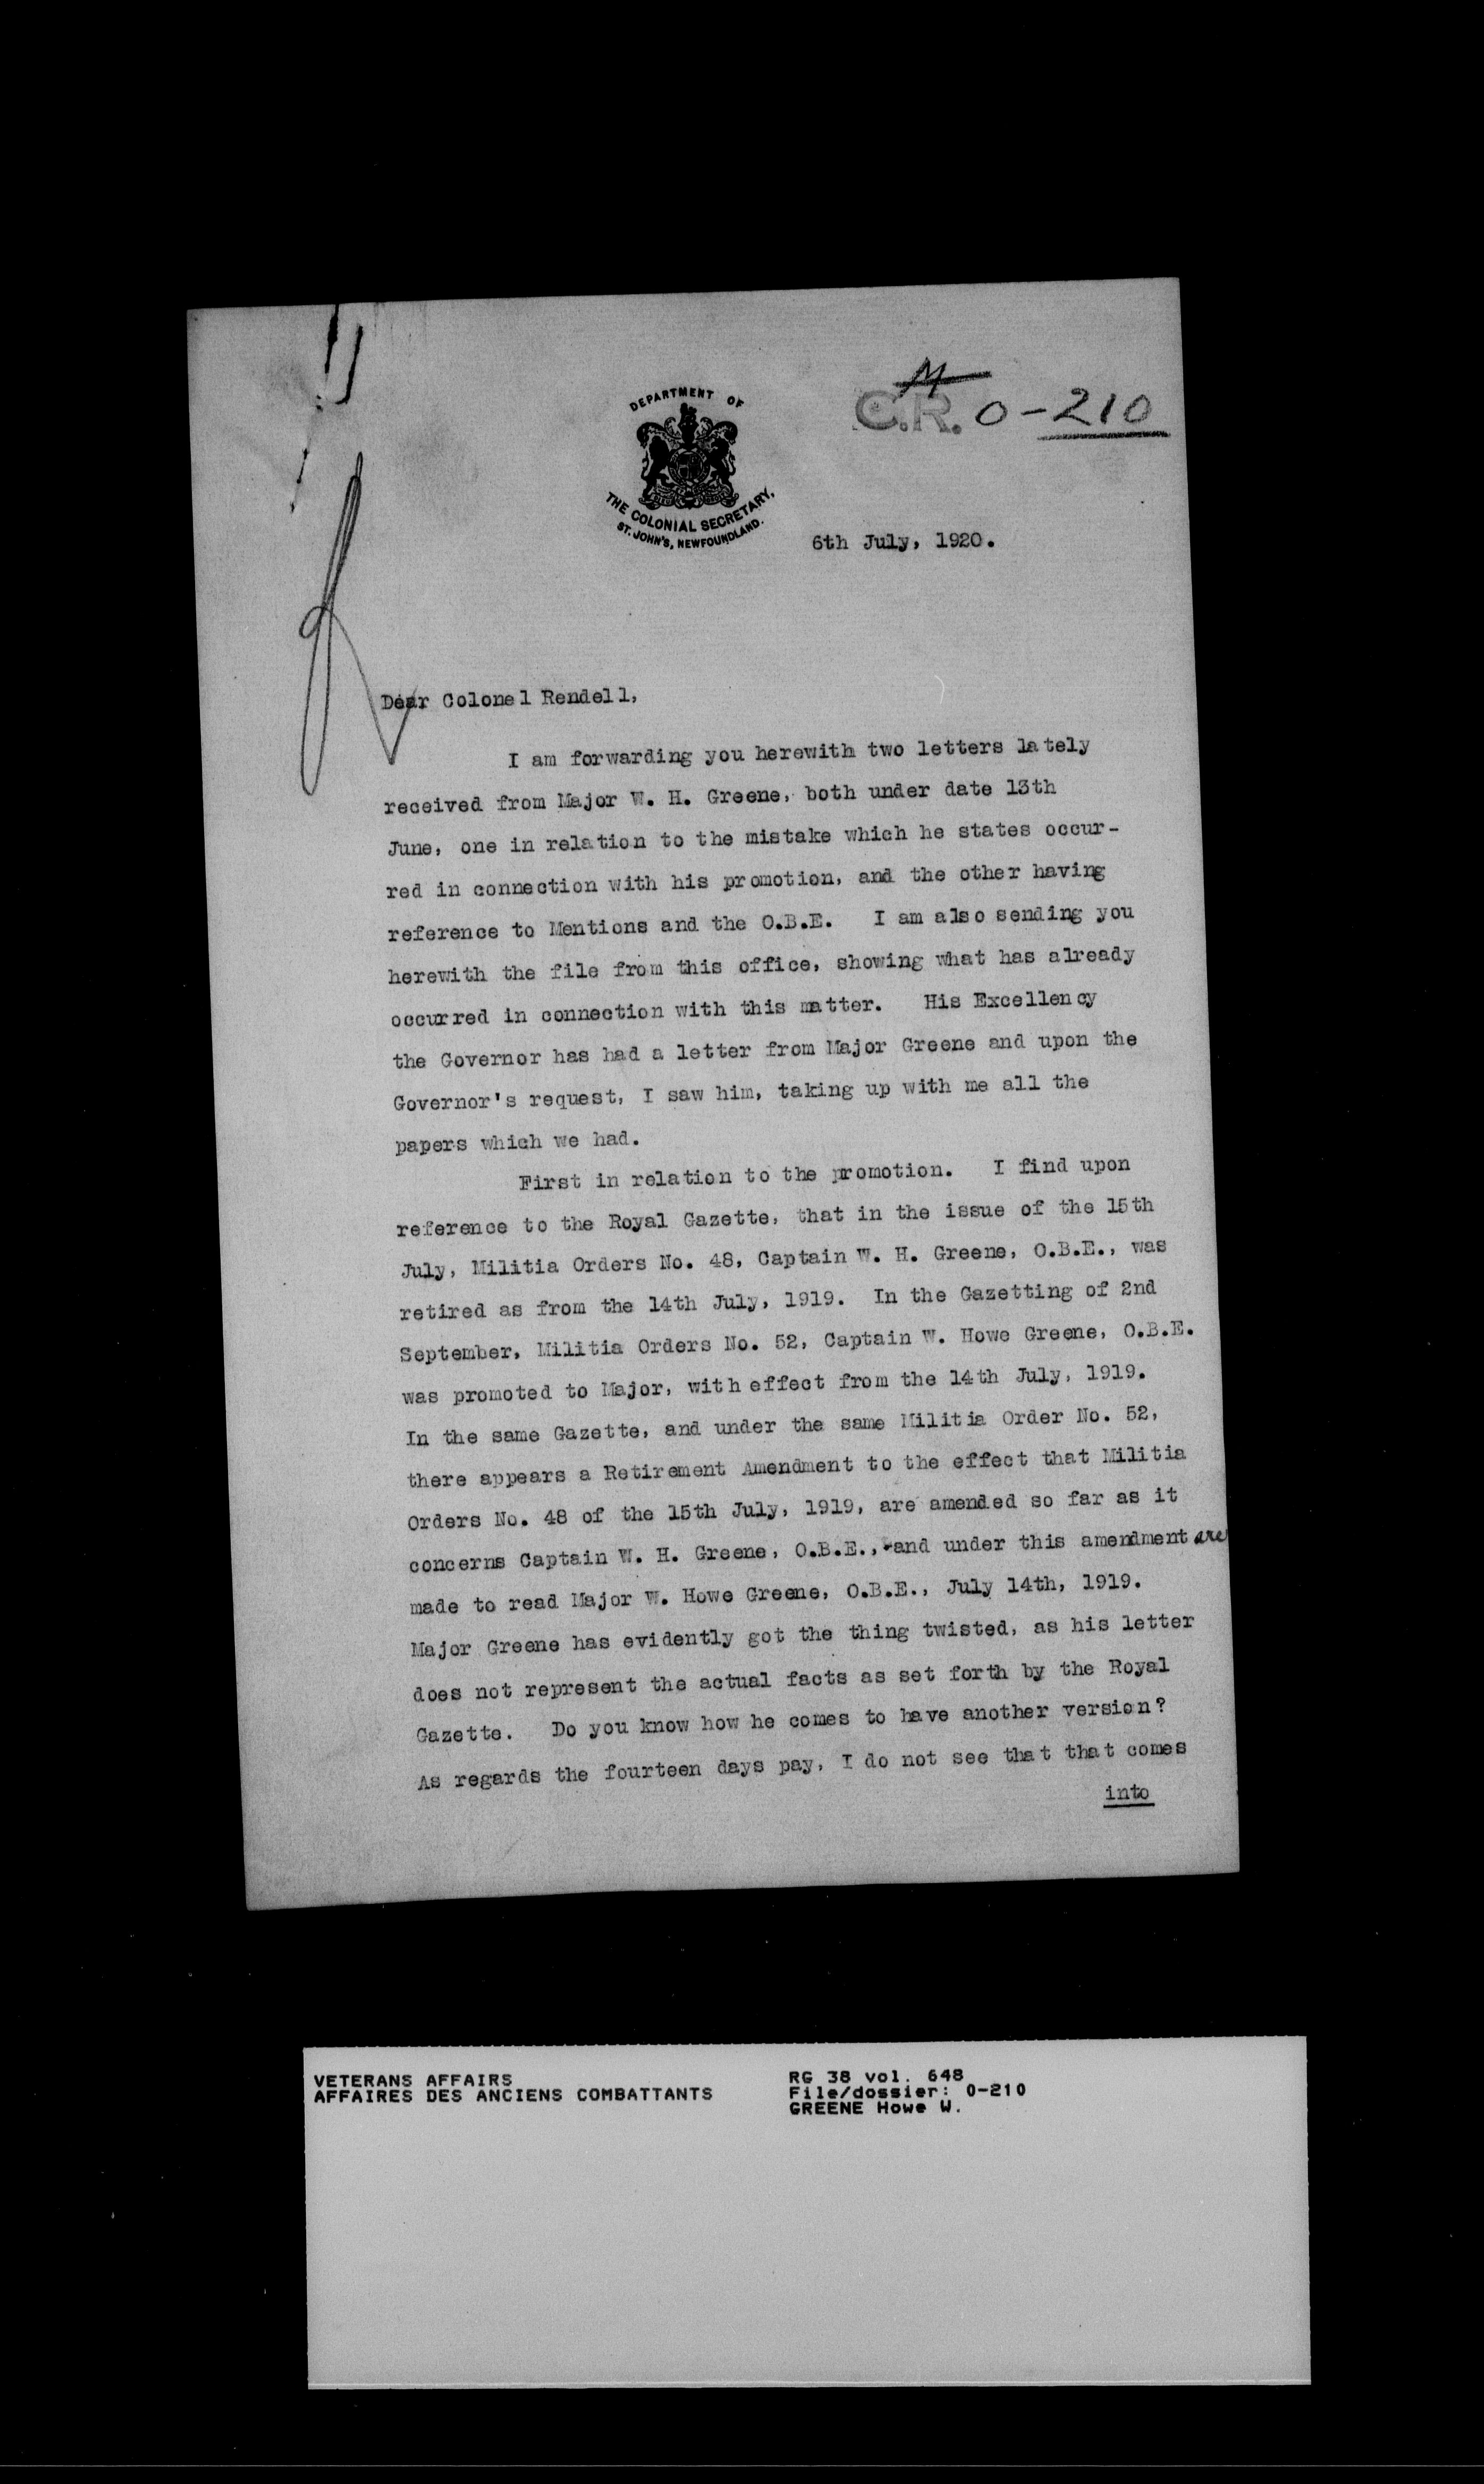 M
C.R. 0-210
DEPARTMENT OF
THE COLONIAL SECRETARY,
ST. JOHN'S, NEWFOUNDLAND.
6th July, 1920.
Dear Colonel Rendell,
I am forwarding you herewith two letters lately
received from Major W. H. Greene, both under date 13th
June, one in relation to the mistake which he states occur-
red in connection with his promotion, and the other having
reference to Mentions and the O.B.E. I am also sending you
herewith the file from this office, showing what has already
occurred in connection with this matter. His Excellency
the Governor has had a letter from Major Greene and upon the
Governor's request, I saw him, taking up with me all the
papers which we had.
First in relation to the promotion. I find upon
reference to the Royal Gazette, that in the issue of the 15th
July, Militia Orders No. 48, Captain W. H. Greene, O.B.E., was
retired as from the 14th July, 1919. In the Gazetting of 2nd
September, Militia Orders No. 52, Captain W. Howe Greene, O.B.E.
was promoted to Major, with effect from the 14th July, 1919.
In the same Gazette, and under the same Militia Order No. 52,
there appears a Retirement Amendment to the effect that Militia
Orders No. 48 of the 15th July, 1919, are amended so far as it
concerns Captain W. H. Greene, O.B.E., and under this amendment are
made to read Major W. Howe Greene, O.B.E., July 14th, 1919.
Major Greene has evidently got the thing twisted, as his letter
does not represent the actual facts as set forth by the Royal
Gazette. Do you know how he comes to have another version?
As regards the fourteen days pay, I do not see that that comes
into
VETERANS AFFAIRS
AFFAIRES DES ANCIENS COMBATTANTS
RG 38 vol. 648
File/dossier: 0-210
GREENE Howe W.